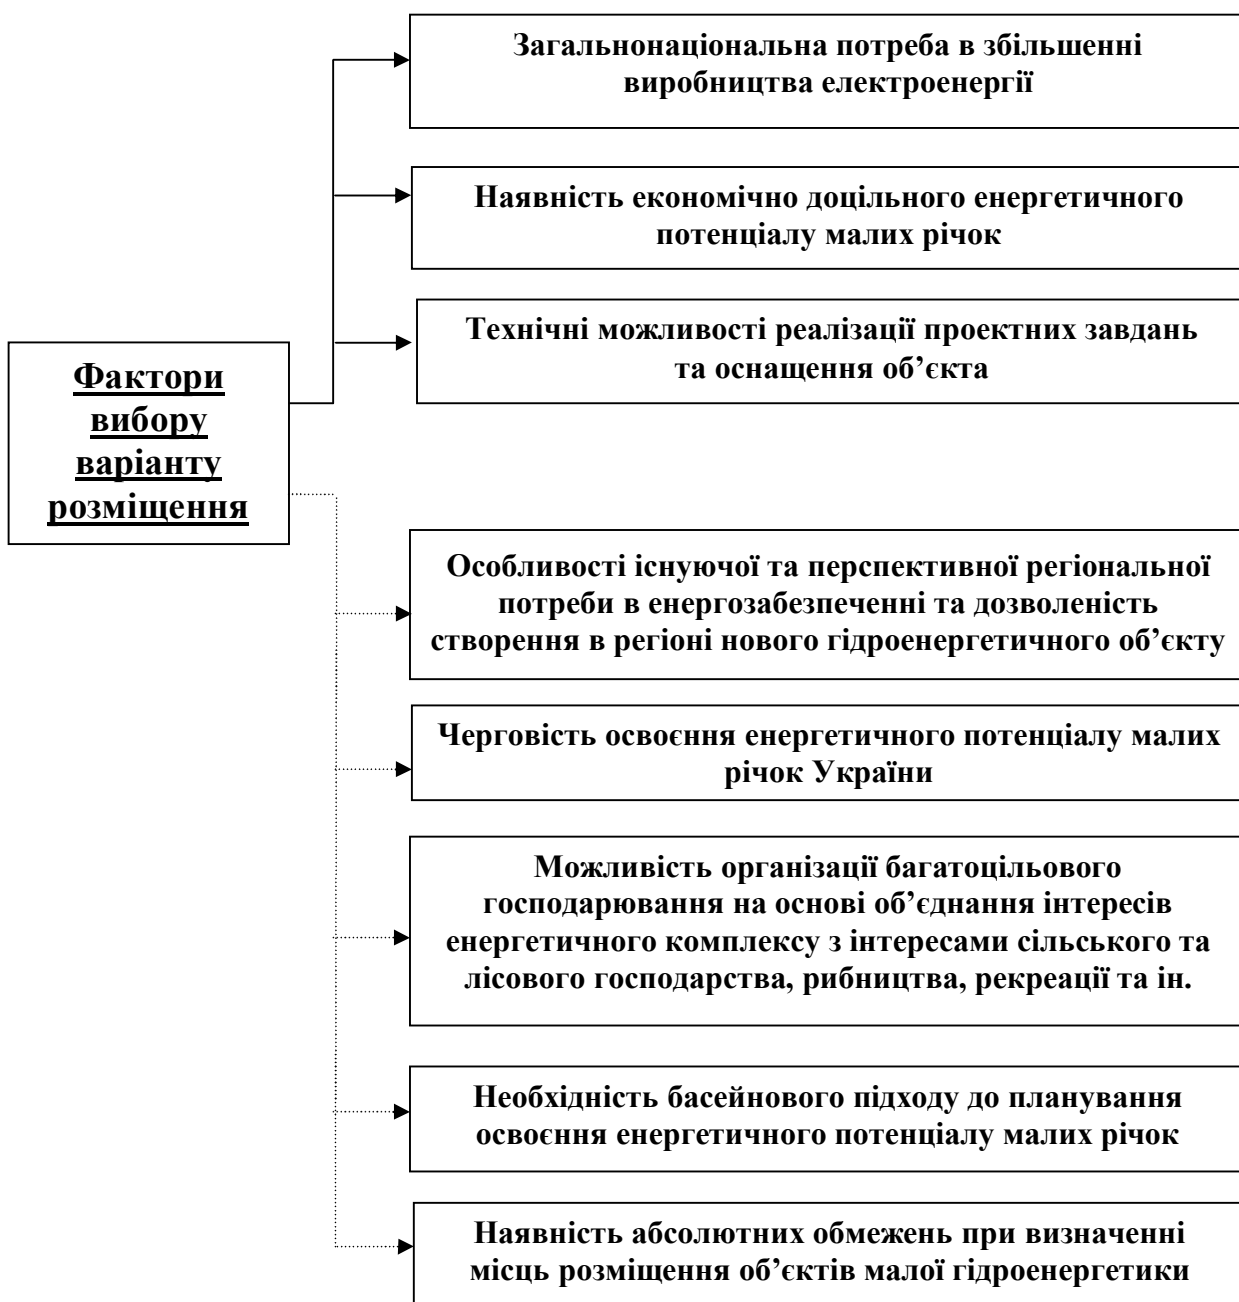 Загальнонаціональна потреба в збільшенні
виробництва електроенергії
Наявність економічно доцільного енергетичного
потенціалу малих річок
Технічні можливості реалізації проектних завдань
та оснащення об’єкта
Фактори
вибору
варіанту
розміщення
Особливості існуючої та перспективної регіональної
потреби в енергозабезпеченні та дозволеність
створення в регіоні нового гідроенергетичного об’єкту
Черговість освоєння енергетичного потенціалу малих
річок України
Можливість організації багатоцільового
господарювання на основі об’єднання інтересів
енергетичного комплексу з інтересами сільського та
лісового господарства, рибництва, рекреації та ін.
Необхідність басейнового підходу до планування
освоєння енергетичного потенціалу малих річок
Наявність абсолютних обмежень при визначенні
місць розміщення об’єктів малої гідроенергетики